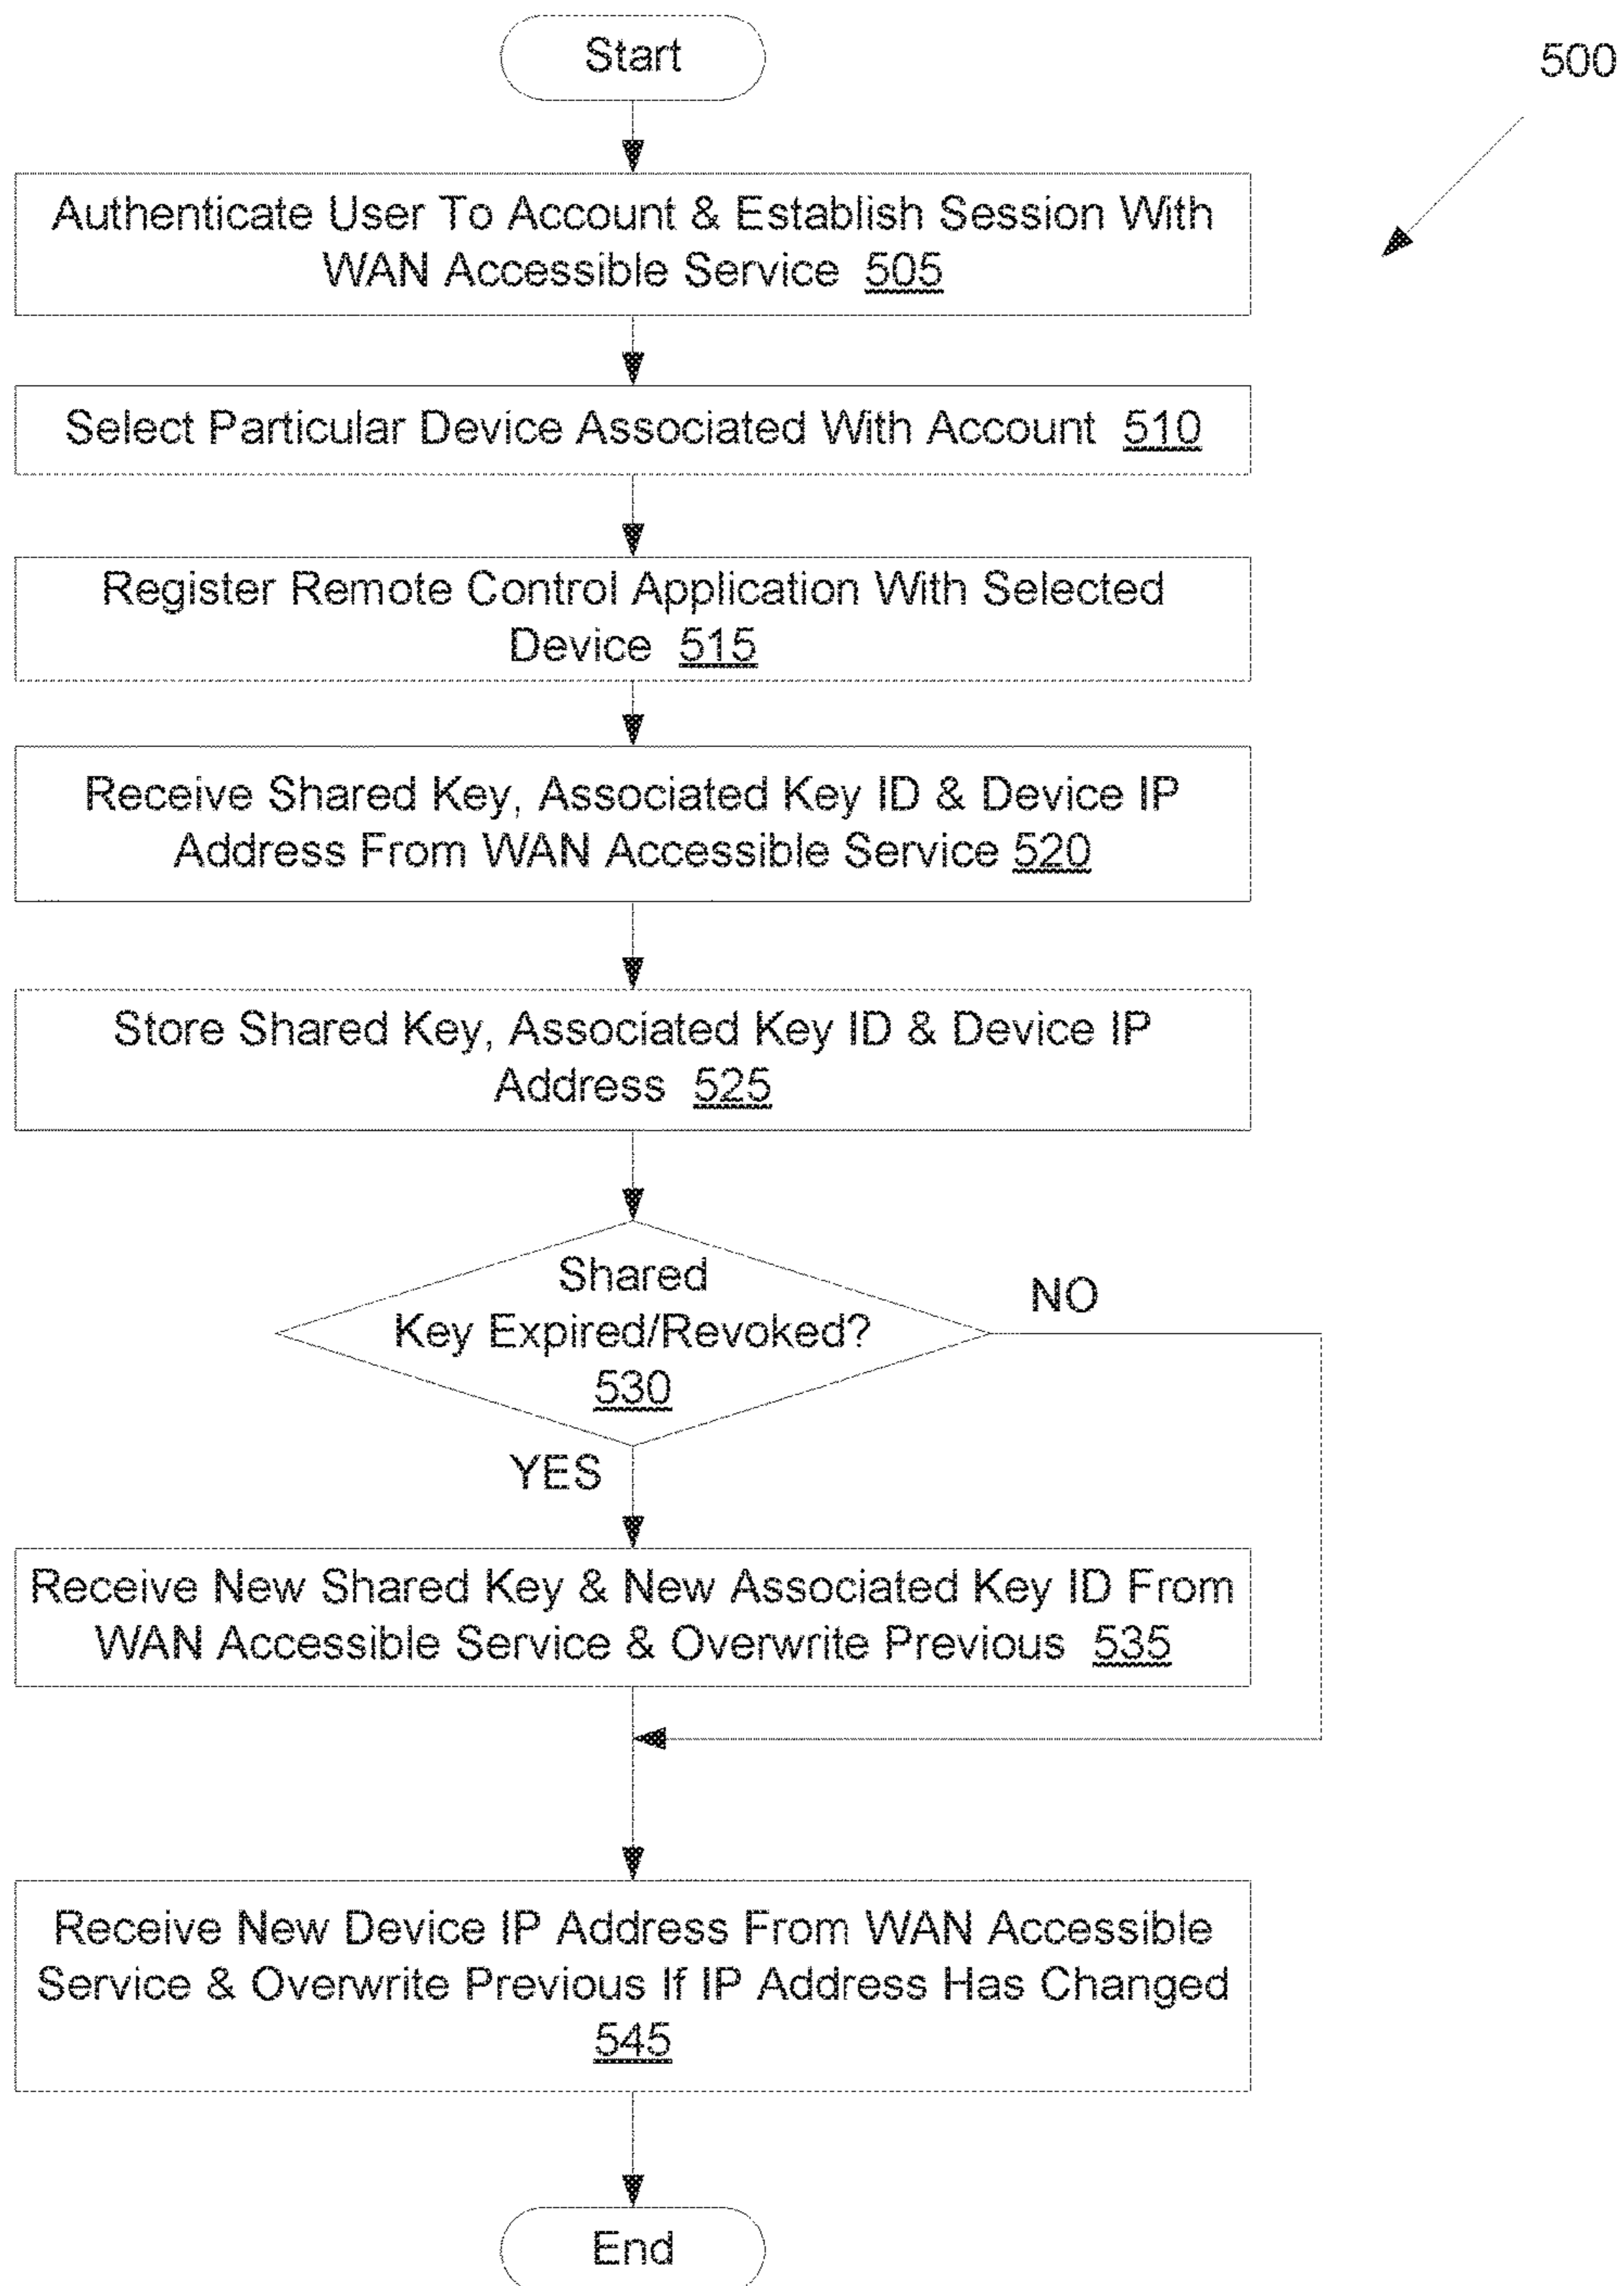 Start
500
Authenticate User To Account & Establish Session With
WAN Accessible Service 505
Select Particular Device Associated With Account 510
Register Remote Control Application With Selected
Device 515
Receive Shared Key, Associated Key ID & Device IP
Address From WAN Accessible Service 520
Store Shared Key, Associated Key ID & Device IP
Address 525
Shared
Key Expired/Revoked?
530
NO
YES
Receive New Shared Key & New Associated Key ID From
WAN Accessible Service & Overwrite Previous 535
Receive New Device IP Address From WAN Accessible
Service & Overwrite Previous If IP Address Has Changed
545
End